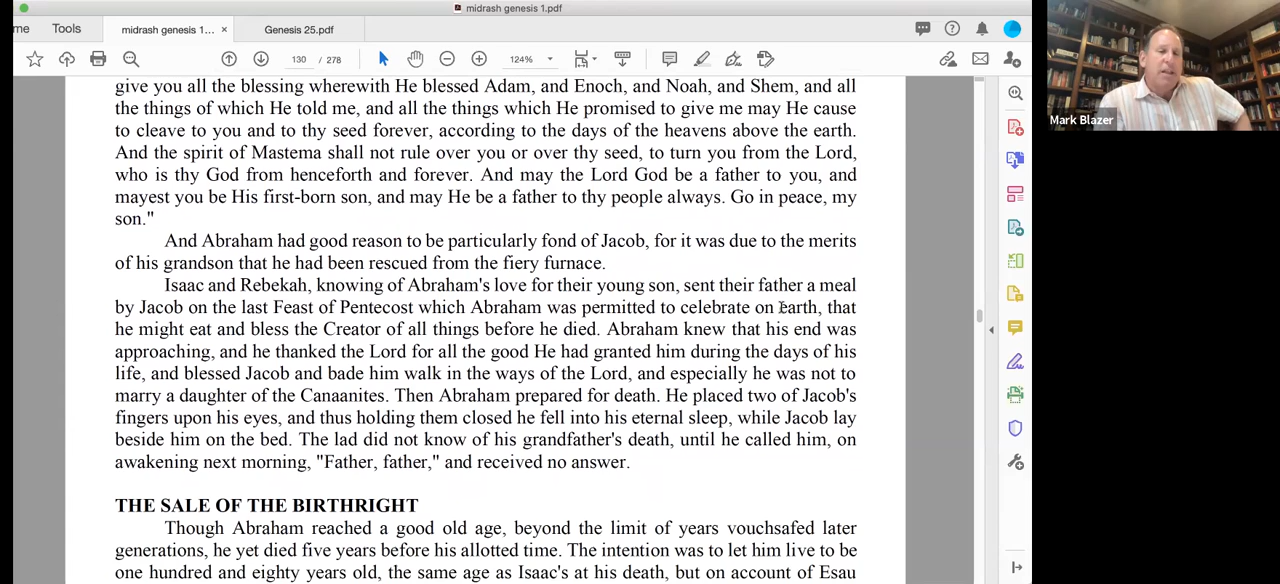 midrash genesis 1.pdf
me
Tools
midrash genesis 1... ×
Genesis 25.pdf
130 / 278
124%
give you all the blessing wherewith He blessed Adam, and Enoch, and Noah, and Shem, and all
the things of which He told me, and all the things which He promised to give me may He cause
to cleave to you and to thy seed forever, according to the days of the heavens above the earth.
And the spirit of Mastema shall not rule over you or over thy seed, to turn you from the Lord,
who is thy God from henceforth and forever. And may the Lord God be a father to you, and
mayest you be His first-born son, and may He be a father to thy people always. Go in peace, my
son."
And Abraham had good reason to be particularly fond of Jacob, for it was due to the merits
of his grandson that he had been rescued from the fiery furnace.
Isaac and Rebekah, knowing of Abraham's love for their young son, sent their father a meal
by Jacob on the last Feast of Pentecost which Abraham was permitted to celebrate on earth, that
he might eat and bless the Creator of all things before he died. Abraham knew that his end was
approaching, and he thanked the Lord for all the good He had granted him during the days of his
life, and blessed Jacob and bade him walk in the ways of the Lord, and especially he was not to
marry a daughter of the Canaanites. Then Abraham prepared for death. He placed two of Jacob's
fingers upon his eyes, and thus holding them closed he fell into his eternal sleep, while Jacob lay
beside him on the bed. The lad did not know of his grandfather's death, until he called him, on
awakening next morning, "Father, father," and received no answer.
THE SALE OF THE BIRTHRIGHT
Though Abraham reached a good old age, beyond the limit of years vouchsafed later
generations, he yet died five years before his allotted time. The intention was to let him live to be
one hundred and eighty years old, the same age as Isaac's at his death, but on account of Esau
Mark Blazer